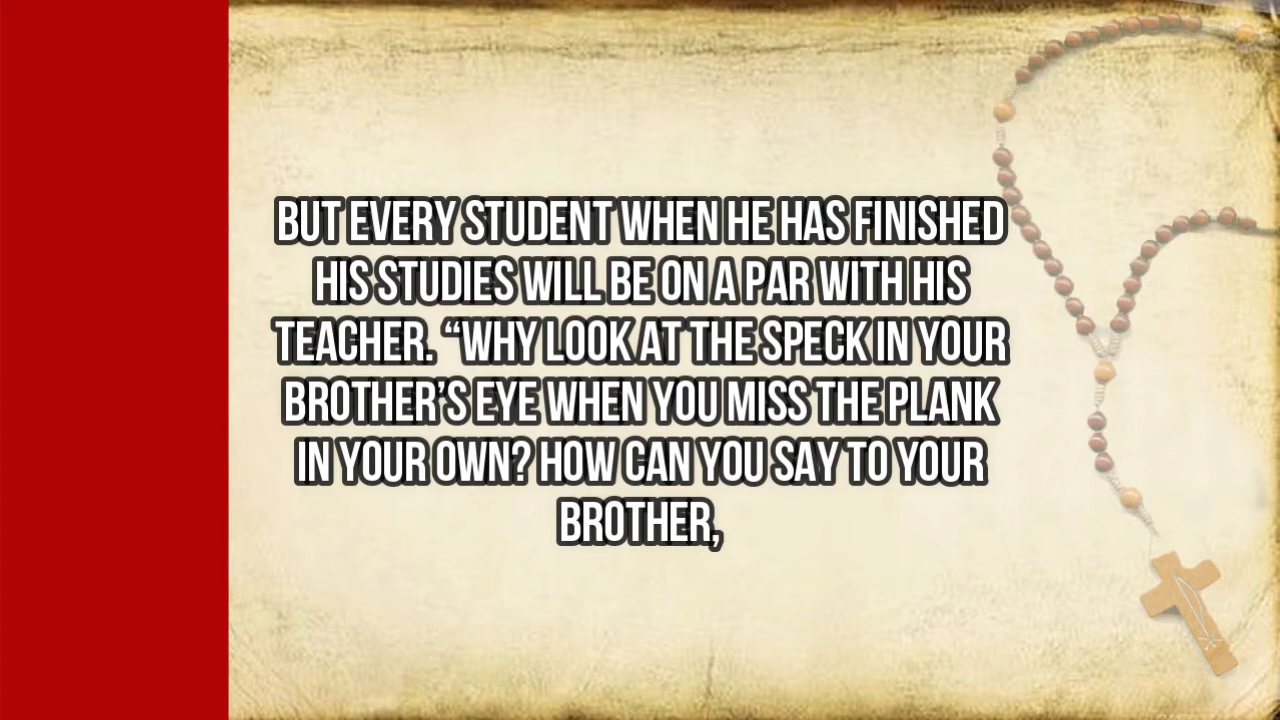 BUT EVERY STUDENT WHEN HE HAS FINISHED
HIS STUDIES WILL BE ON A PAR WITH HIS
TEACHER. “WHY LOOK AT THE SPECK IN YOUR
BROTHER’S EYE WHEN YOU MISS THE PLANK
IN YOUR OWN? HOW CAN YOU SAY TO YOUR
BROTHER,